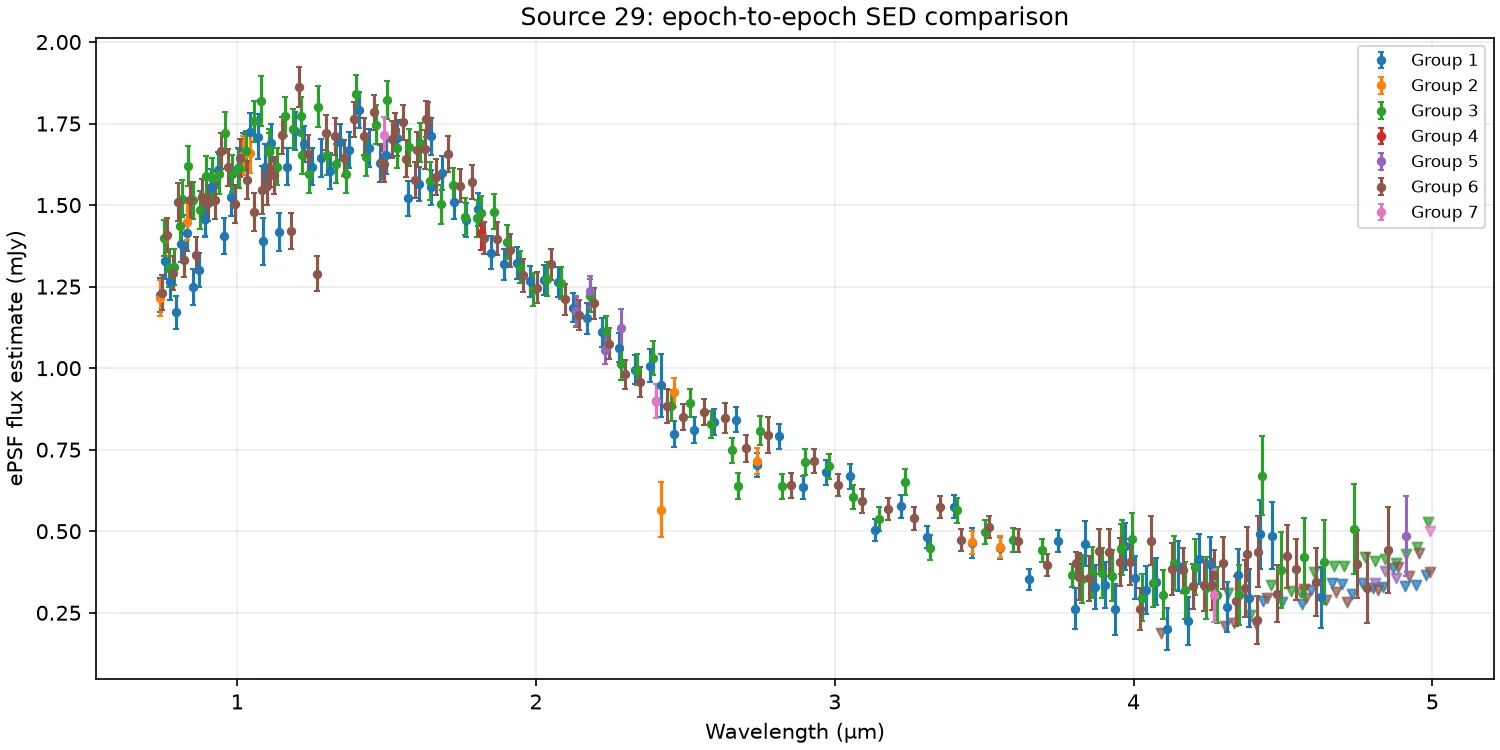 Source 29: epoch-to-epoch SED comparison
2.00
1.75
1.50
1.25
1.00
0.75
0.50
0.25
ePSF flux estimate (mJy)
Group 1
Group 2
Group 3
Group 4
Group 5
Group 6
Group 7
1 2 3 4 5
Wavelength (μm)